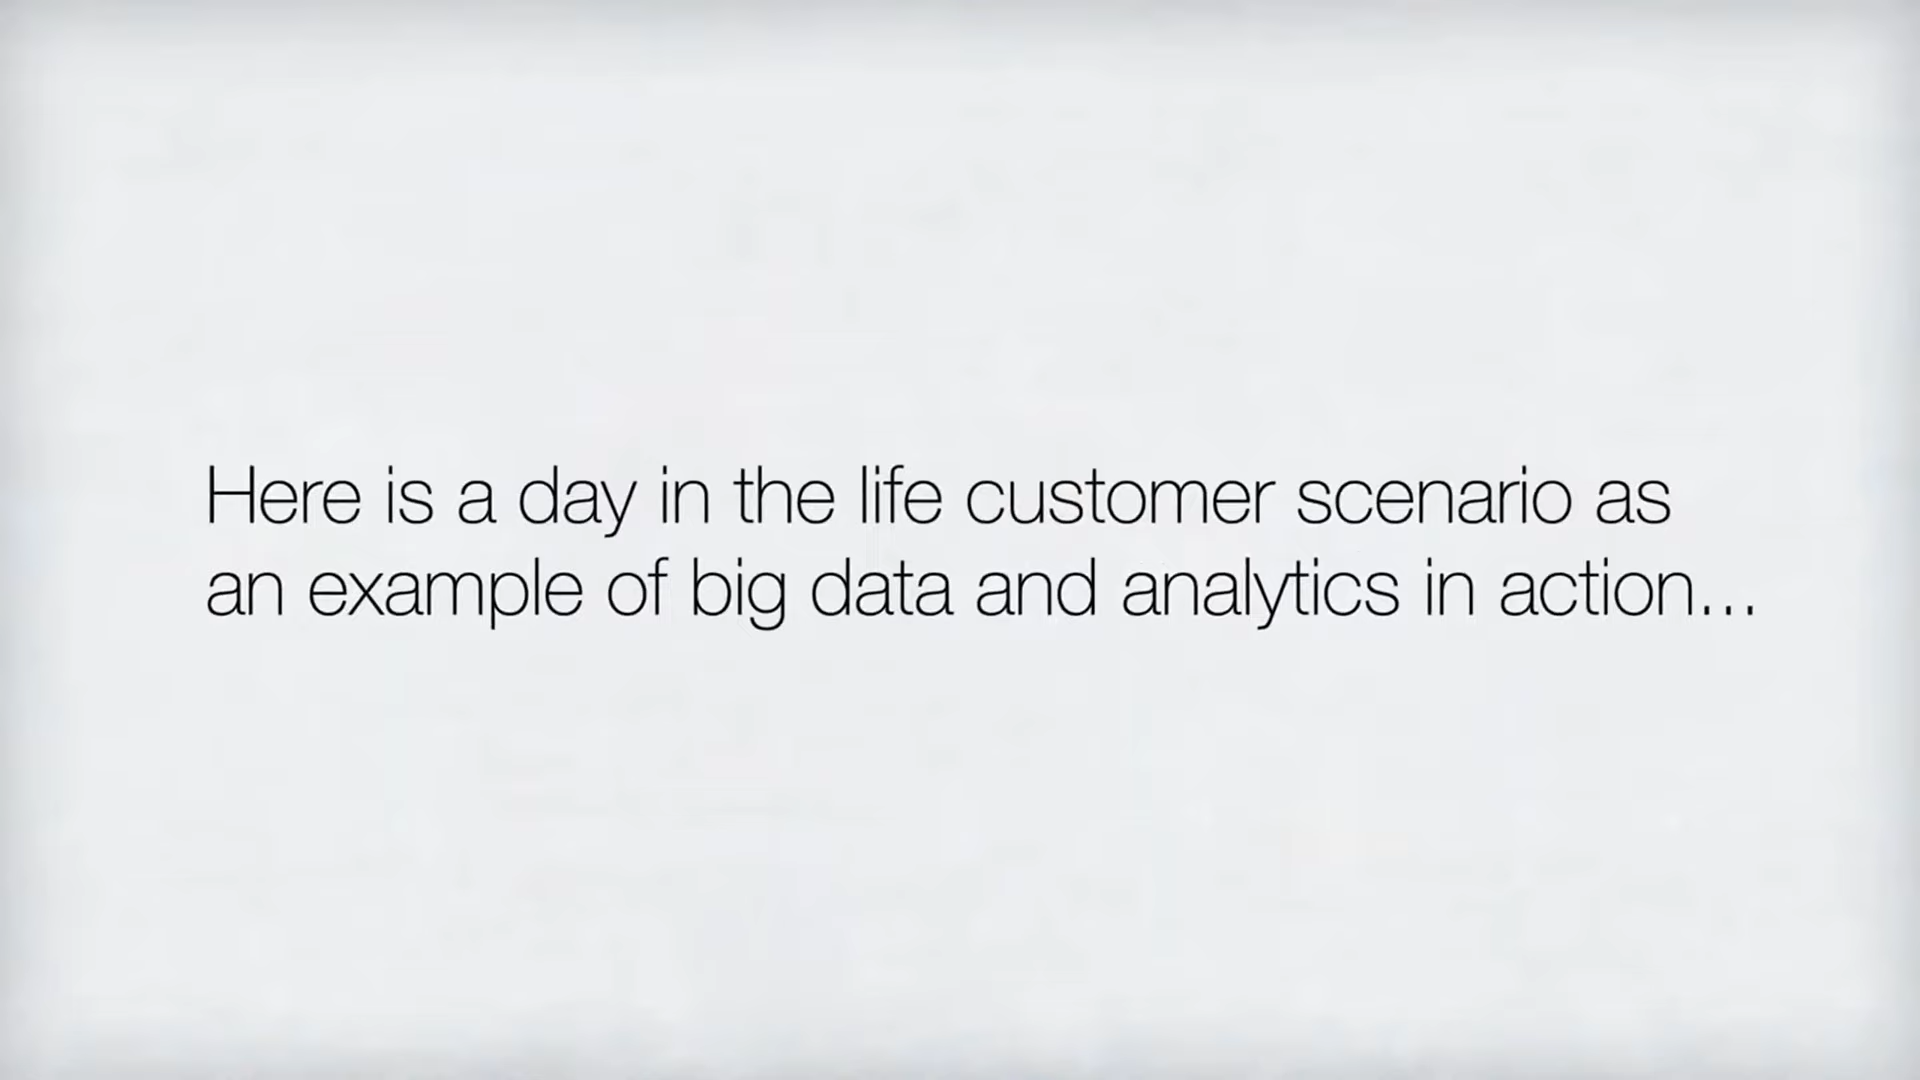 Here is a day in the life customer scenario as
an example of big data and analytics in action...